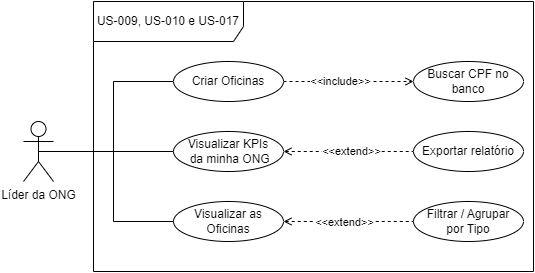 US-009, US-010 e US-017
Criar Oficinas
<<include>>
Buscar CPF no
banco
Visualizar KPIs
da minha ONG
<<extend>>
Exportar relatório
Líder da ONG
Visualizar as
Oficinas
<<extend>>
Filtrar / Agrupar
por Tipo